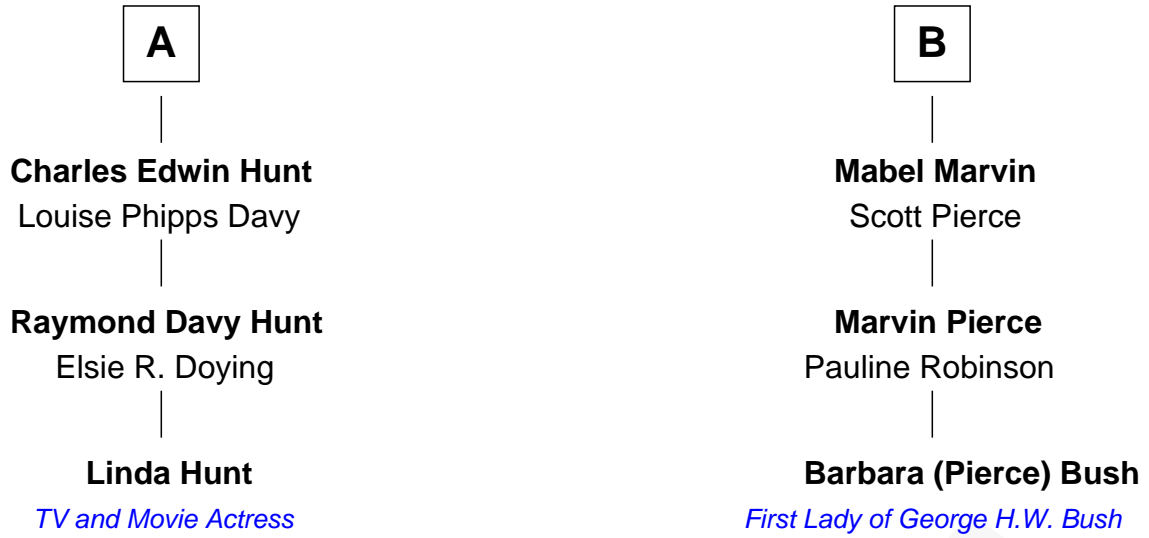 A
Charles Edwin Hunt
Louise Phipps Davy
Raymond Davy Hunt
Elsie R. Doying
Linda Hunt
TV and Movie Actress
B
Mabel Marvin
Scott Pierce
Marvin Pierce
Pauline Robinson
Barbara (Pierce) Bush
First Lady of George H.W. Bush